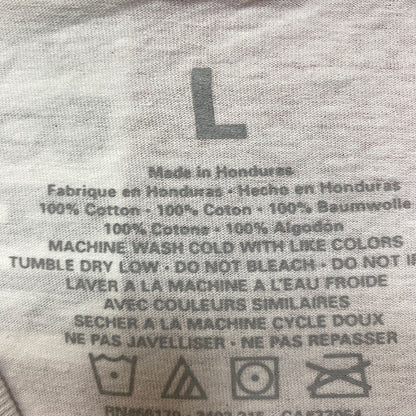 L
Made in Honduras
Fabrique en Honduras • Hecho en Honduras
100% Cotton • 100% Coton • 100% Baumwolle
100% Cotone • 100% Algodón
MACHINE WASH COLD WITH LIKE COLORS
TUMBLE DRY LOW • DO NOT BLEACH • DO NOT
LAVER A LA MACHINE A L'EAU FROIDE
AVEC COULEURS SIMILAIRES
SECHER A LA MACHINE CYCLE DOUX
NE PAS JAVELLISER • NE PAS REPASSER